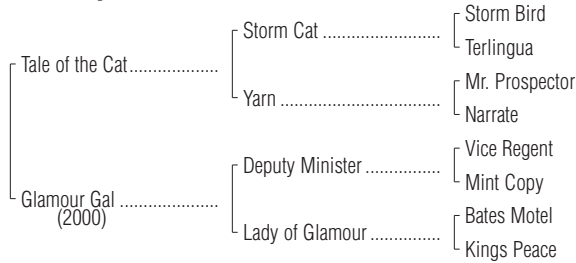 Storm Bird
Storm Cat ....................
Terlingua
Tale of the Cat..................
Mr. Prospector
Yarn ...........................
Narrate
Vice Regent
Deputy Minister ...............
Mint Copy
Glamour Gal ....................
(2000)
Bates Motel
Lady of Glamour ..............
Kings Peace